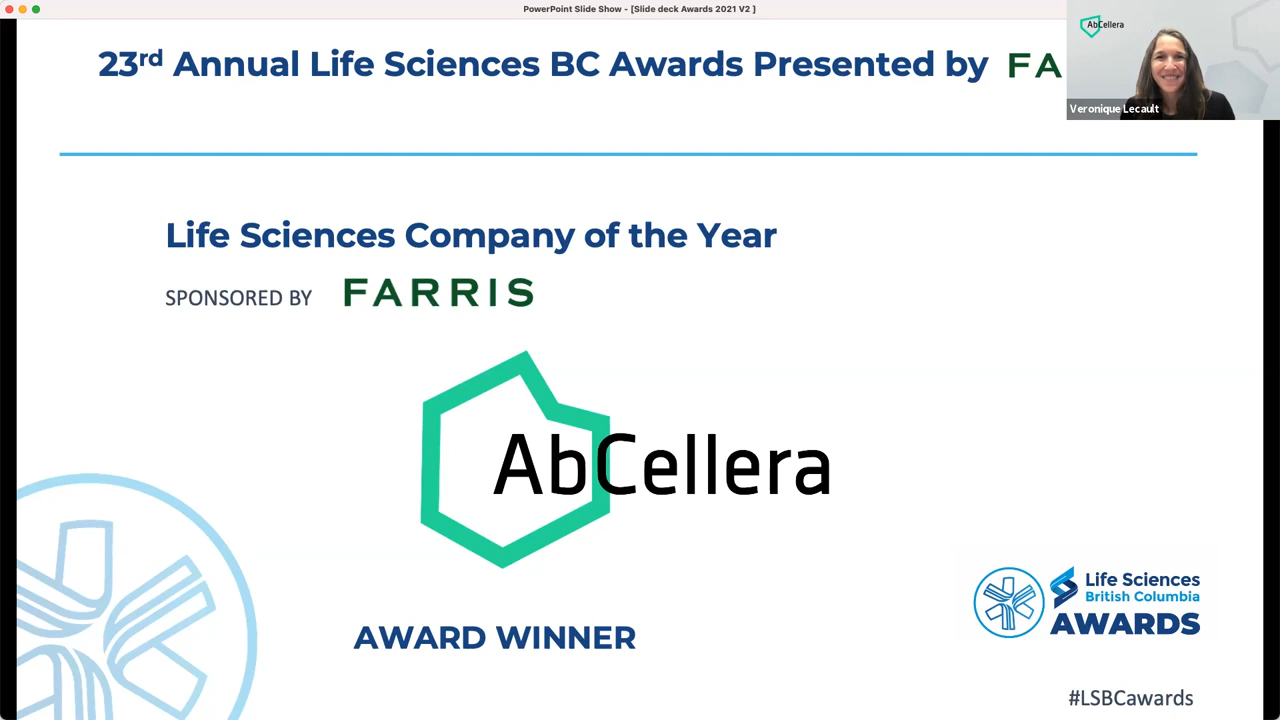 PowerPoint Slide Show - [Slide deck Awards 2021 V2 ]
23rd Annual Life Sciences BC Awards Presented by FA
AbCellera
Veronique Lecault
Life Sciences Company of the Year
SPONSORED BY FARRIS
AbCellera
Life Sciences
British Columbia
AWARDS
AWARD WINNER
#LSBCawards